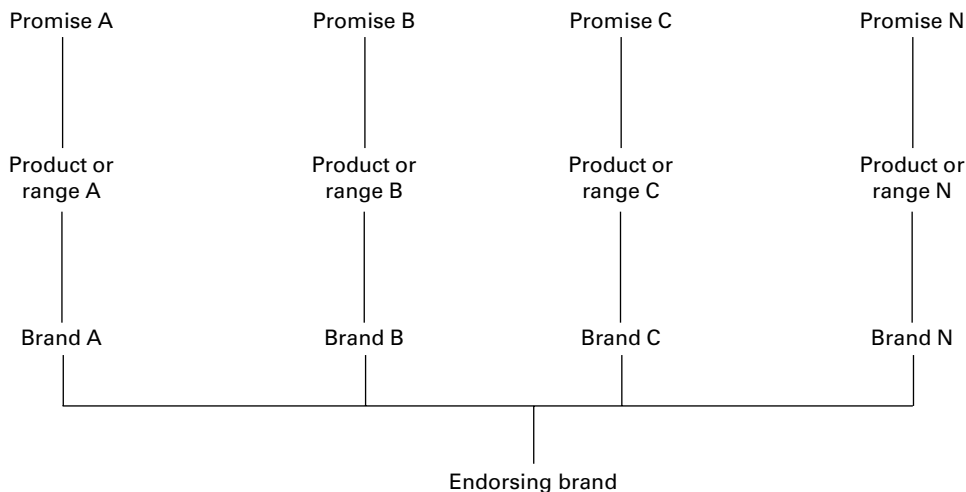 Promise A
Promise B
Promise C
Promise N
Product or
range A
Product or
range B
Product or
range C
Product or
range N
Brand A
Brand B
Brand C
Brand N
Endorsing brand